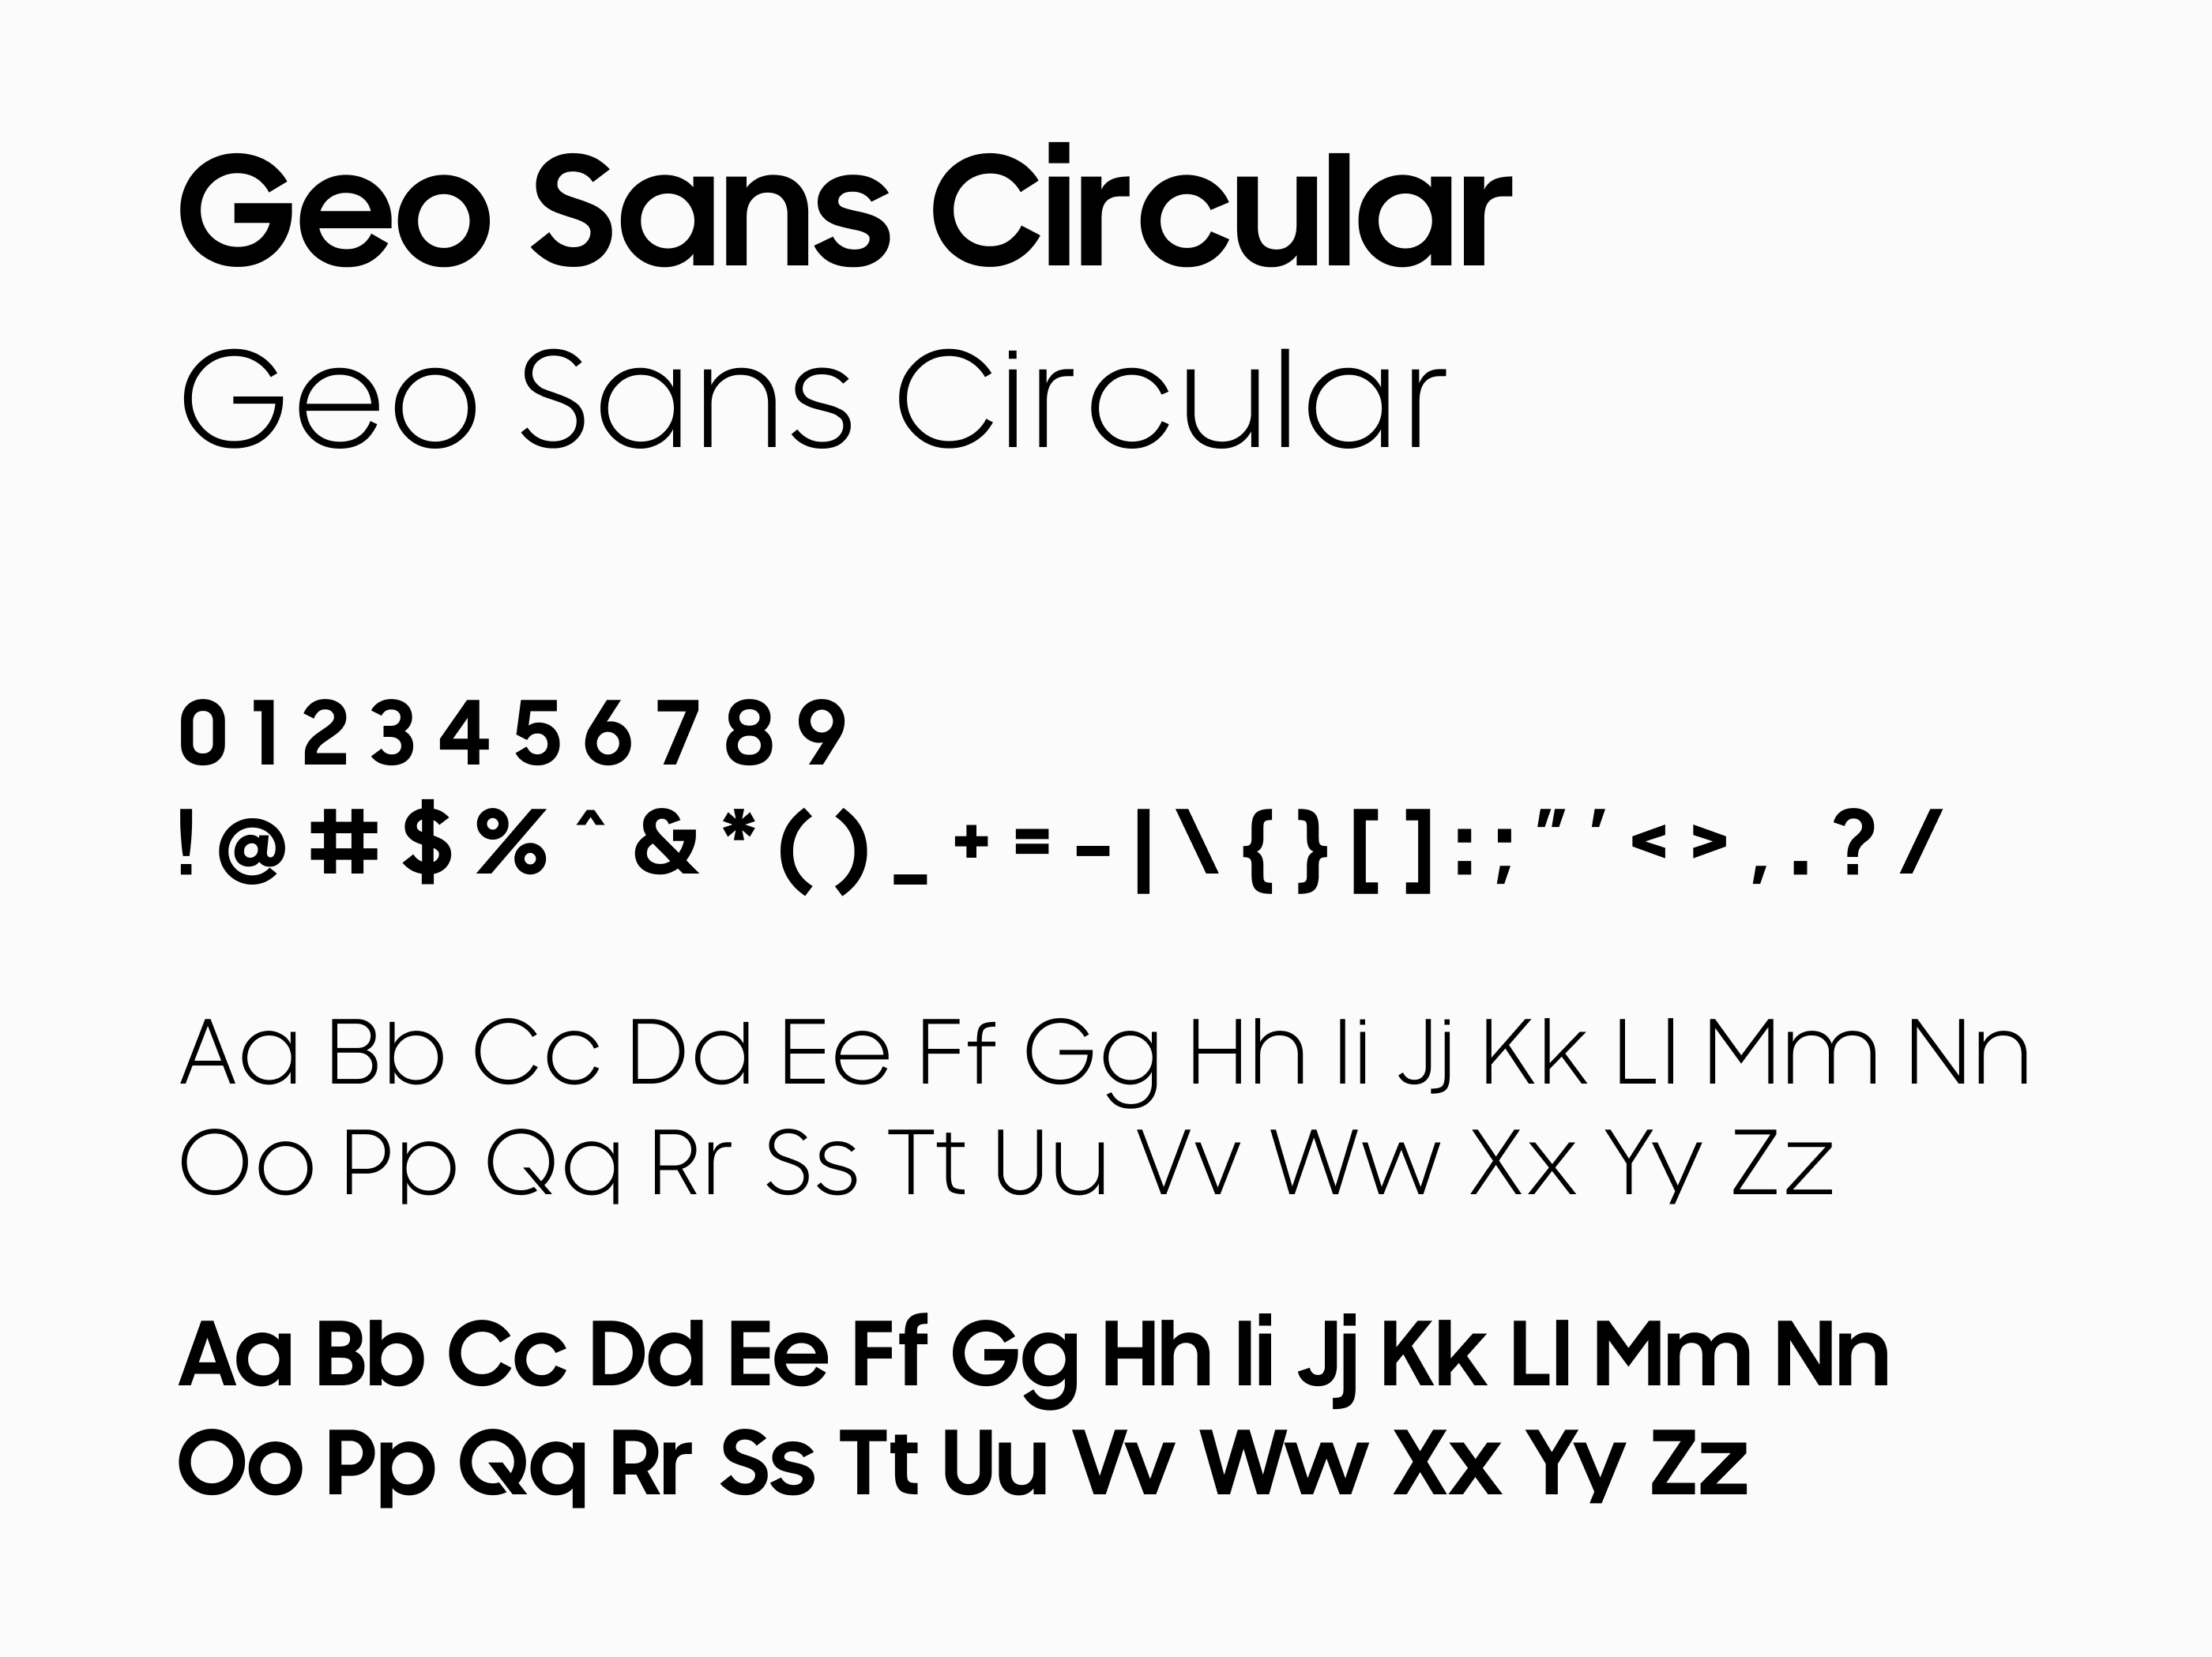 Geo Sans Circular
Geo Sans Circular
0 1 2 3 4 5 6 7 8 9
! @ # $ % ^ & * ( ) _ + = - | \ { } [ ] : ; " ' < > , . ? /
Aa Bb Cc Dd Ee Ff Gg Hh Ii Jj Kk Ll Mm Nn
Oo Pp Qq Rr Ss Tt Uu Vv Ww Xx Yy Zz
Aa Bb Cc Dd Ee Ff Gg Hh Ii Jj Kk Ll Mm Nn
Oo Pp Qq Rr Ss Tt Uu Vv Ww Xx Yy Zz